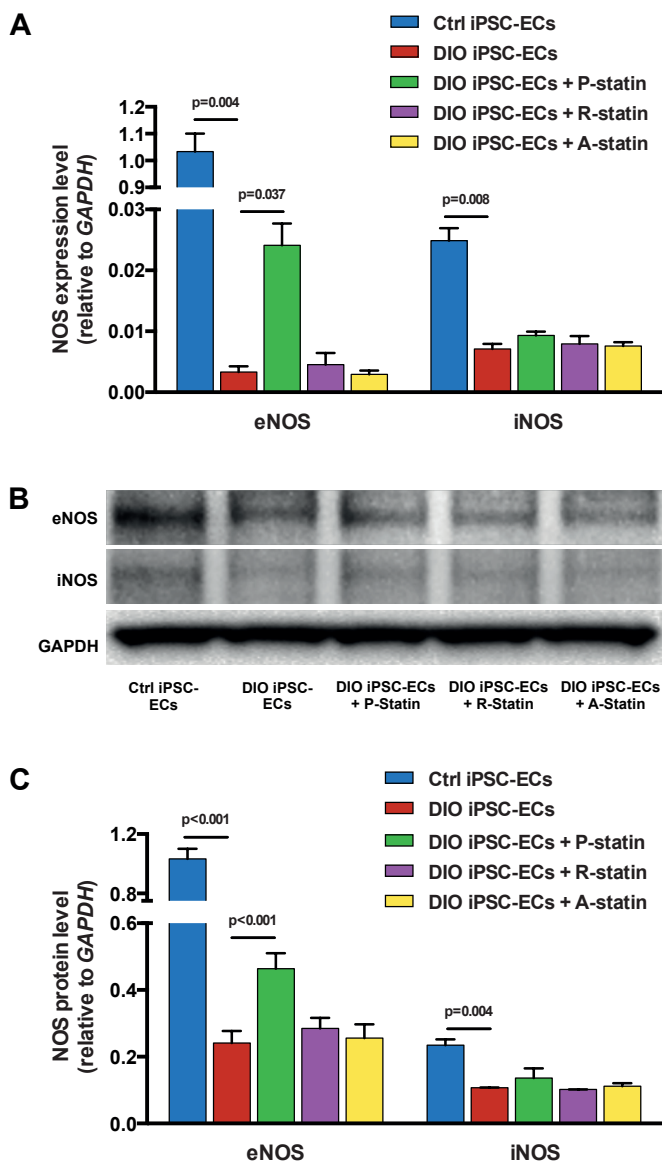 A
Ctrl iPSC-ECs
DIO iPSC-ECs
DIO iPSC-ECs + P-statin
DIO iPSC-ECs + R-statin
DIO iPSC-ECs + A-statin
NOS expression level
(relative to GAPDH)
1.2
1.1
1.0
0.9
0.03
0.02
0.01
0.00
p=0.004
p=0.037
p=0.008
eNOS
iNOS
B
eNOS
iNOS
GAPDH
Ctrl iPSC-
ECs
DIO iPSC-
ECs
DIO iPSC-ECs
+ P-Statin
DIO iPSC-ECs
+ R-Statin
DIO iPSC-ECs
+ A-Statin
C
Ctrl iPSC-ECs
DIO iPSC-ECs
DIO iPSC-ECs + P-statin
DIO iPSC-ECs + R-statin
DIO iPSC-ECs + A-statin
NOS protein level
(relative to GAPDH)
1.2
0.8
0.6
0.4
0.2
0.0
p<0.001
p<0.001
p=0.004
eNOS
iNOS